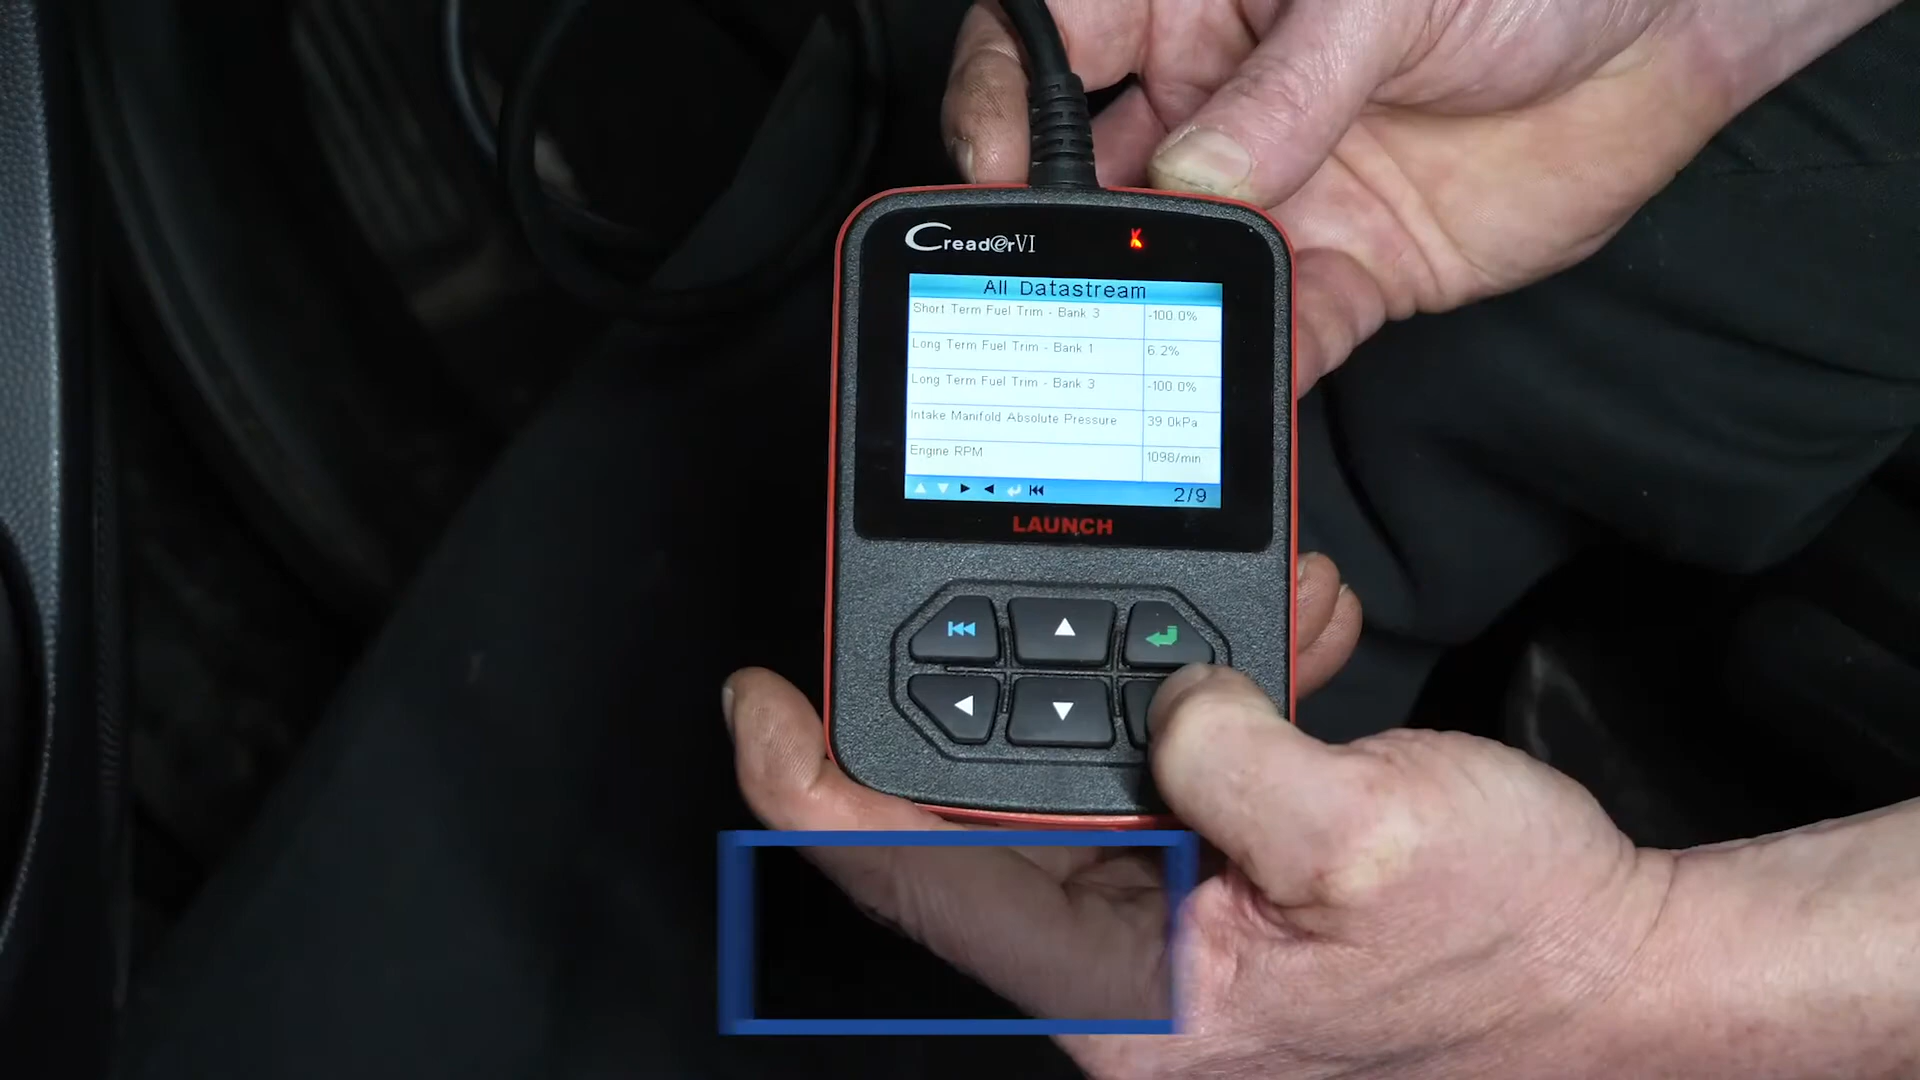 Cread@rVI
All Datastream
Short Term Fuel Trim - Bank 3 -100.0%
Long Term Fuel Trim - Bank 1 6.2%
Long Term Fuel Trim - Bank 3 -100.0%
Intake Manifold Absolute Pressure 39.0kPa
Engine RPM 1098/min
2/9
LAUNCH